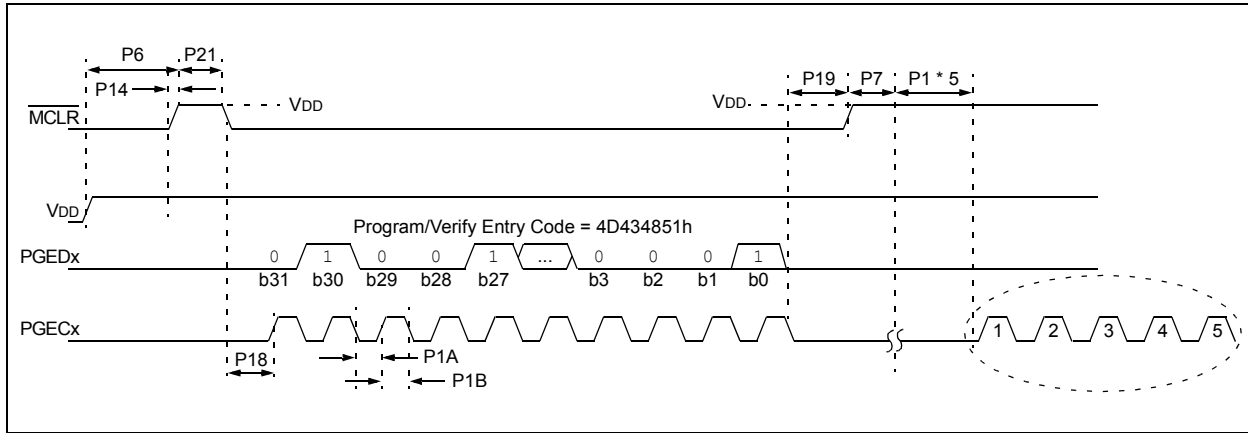 P6 P21
P19 P7 P1 * 5
P14
VDD VDD
MCLR
VDD
Program/Verify Entry Code = 4D434851h
PGEDx 0 1 0 0 1 ... 0 0 0 1
b31 b30 b29 b28 b27 b3 b2 b1 b0
PGECx 1 2 3 4 5
P18 P1A
P1B